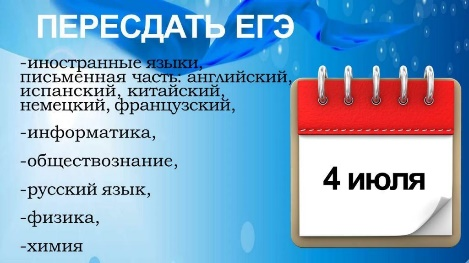 ПЕРЕСДАТЬ ЕГЭ
-иностранные языки,
письменная часть: английский,
испанский, китайский,
немецкий, французский,
-информатика,
-обществознание,
-русский язык,
-физика,
-химия
4 июля